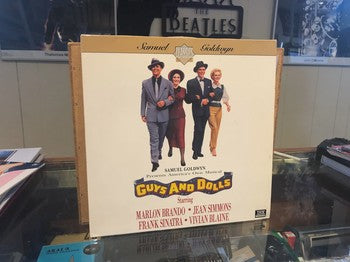 THE
BEATLES
Samuel Goldwyn
SAMUEL GOLDWYN
Presents America's Own Musical
GUYS AND DOLLS
Starring
MARLON BRANDO • JEAN SIMMONS
FRANK SINATRA • VIVIAN BLAINE